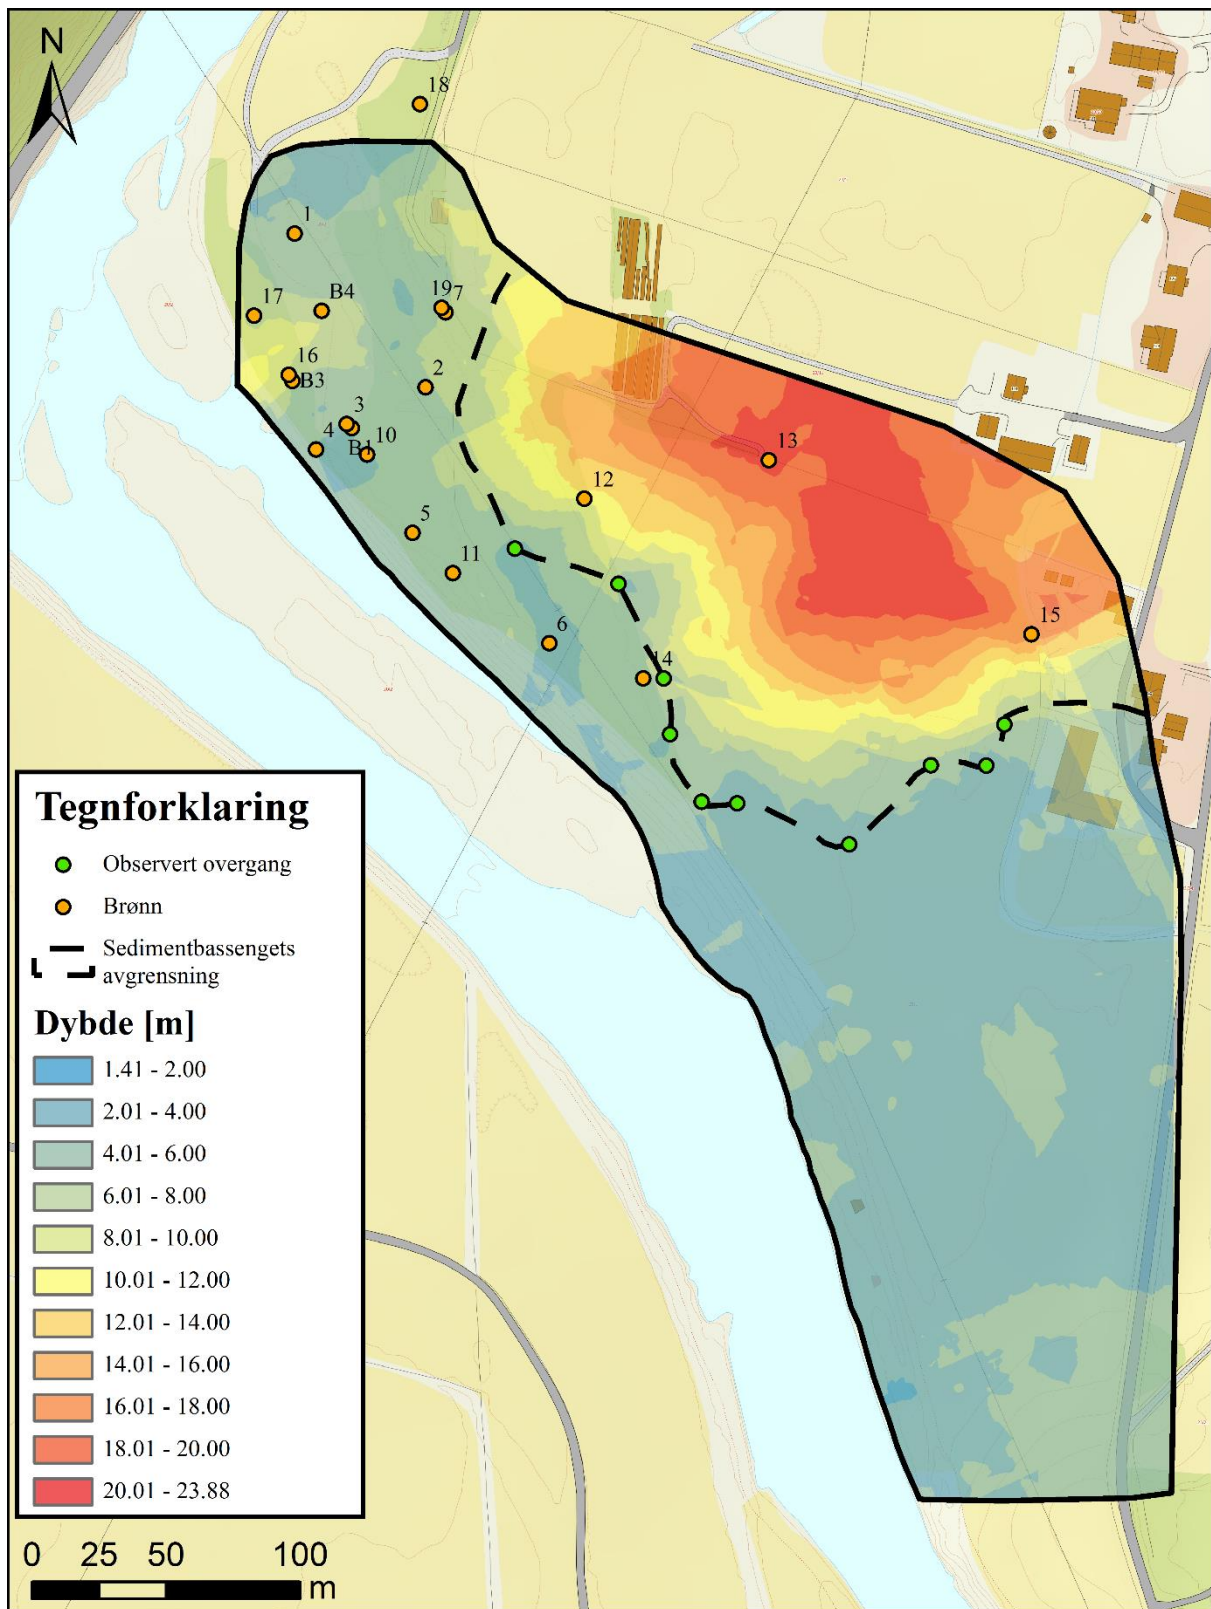 N
18
1
B4
17
19
7
16
B3
2
3
4
B1
10
13
12
5
11
6
14
15
Tegnforklaring
Observert overgang
Brønn
Sedimentbassengets
avgrensning
Dybde [m]
1.41 - 2.00
2.01 - 4.00
4.01 - 6.00
6.01 - 8.00
8.01 - 10.00
10.01 - 12.00
12.01 - 14.00
14.01 - 16.00
16.01 - 18.00
18.01 - 20.00
20.01 - 23.88
0 25 50 100
m